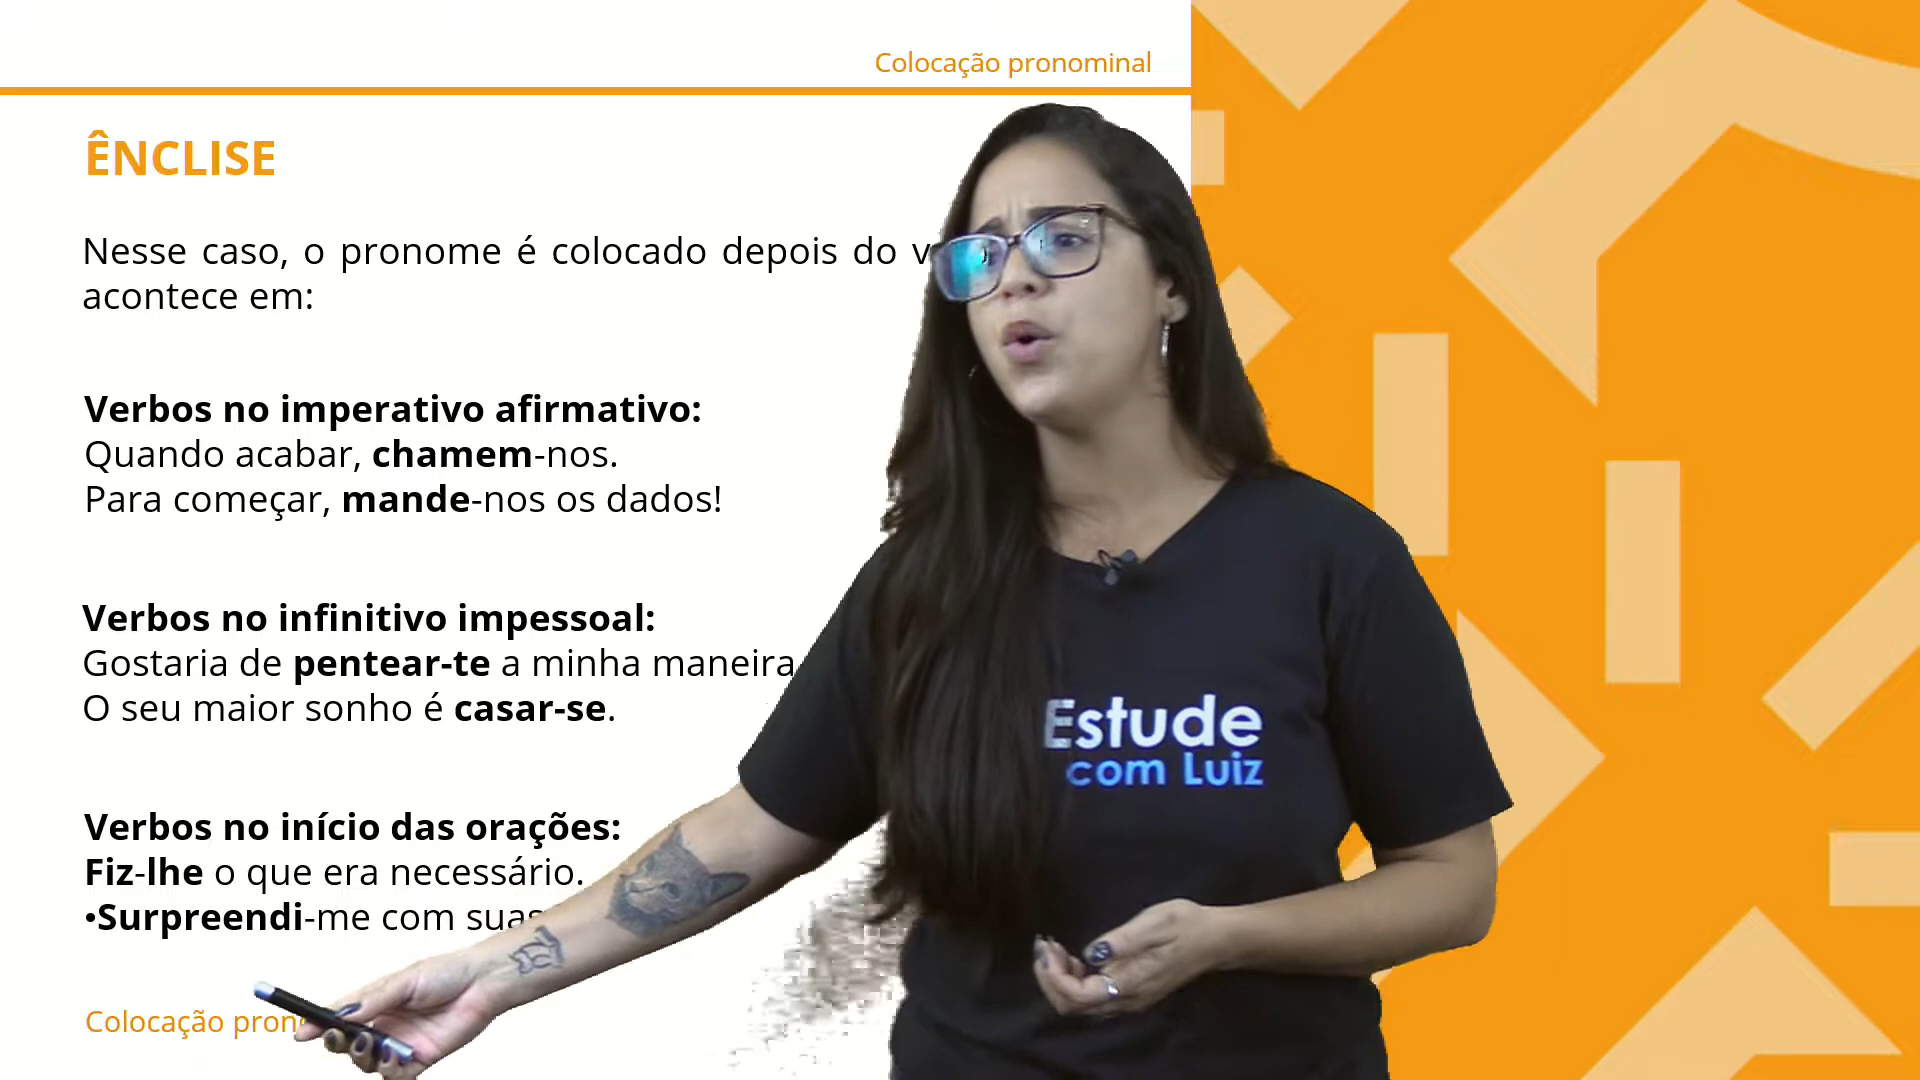 Colocação pronominal
ÊNCLISE
Nesse caso, o pronome é colocado depois do
acontece em:
Verbos no imperativo afirmativo:
Quando acabar, chamem-nos.
Para começar, mande-nos os dados!
Verbos no infinitivo impessoal:
Gostaria de pentear-te a minha maneira
O seu maior sonho é casar-se.
Verbos no início das orações:
Fiz-lhe o que era necessário.
•Surpreendi-me com suas
Colocação
Estude
com Luiz